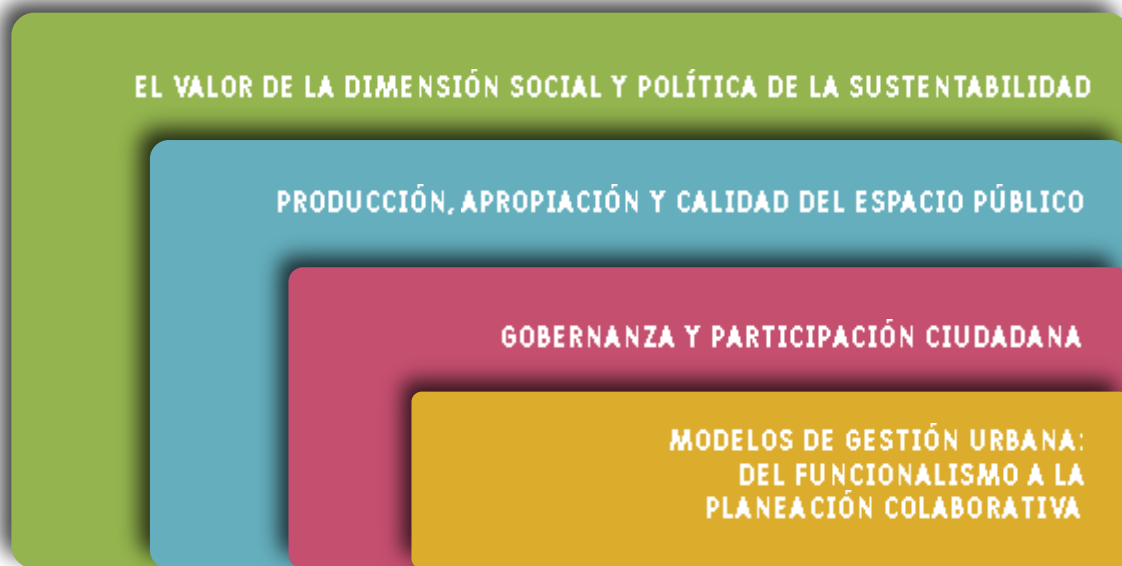 EL VALOR DE LA DIMENSIÓN SOCIAL Y POLÍTICA DE LA SUSTENTABILIDAD
PRODUCCIÓN, APROPIACIÓN Y CALIDAD DEL ESPACIO PÚBLICO
GOBERNANZA Y PARTICIPACIÓN CIUDADANA
MODELOS DE GESTIÓN URBANA:
DEL FUNCIONALISMO A LA
PLANEACIÓN COLABORATIVA